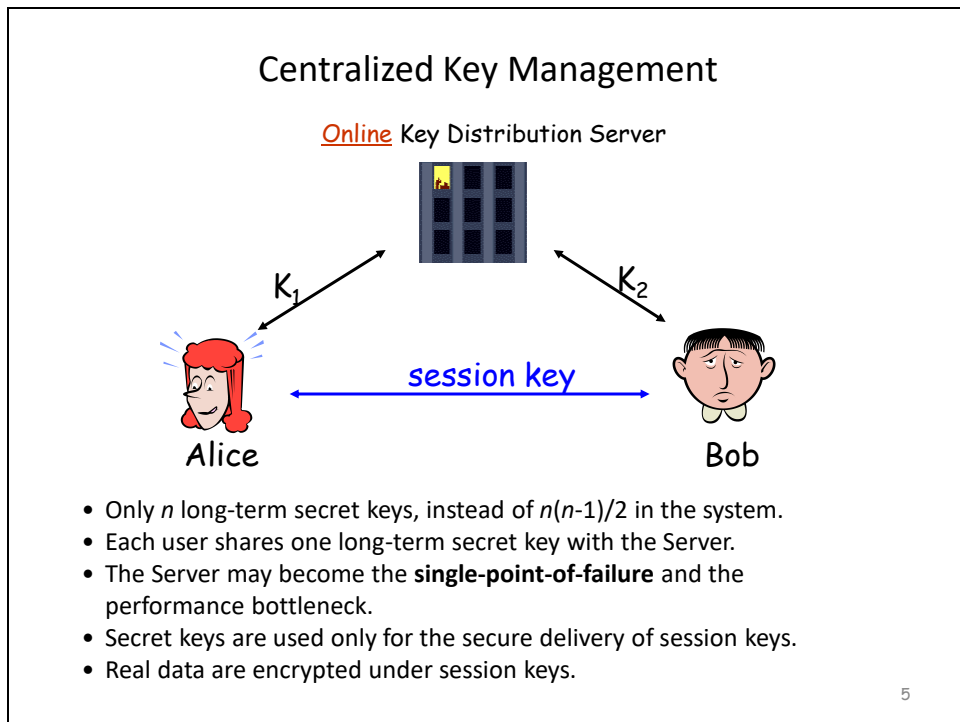 Centralized Key Management
Online Key Distribution Server
K₁
K₂
session key
Alice
Bob
• Only n long-term secret keys, instead of n(n-1)/2 in the system.
• Each user shares one long-term secret key with the Server.
• The Server may become the single-point-of-failure and the
performance bottleneck.
• Secret keys are used only for the secure delivery of session keys.
• Real data are encrypted under session keys.
5